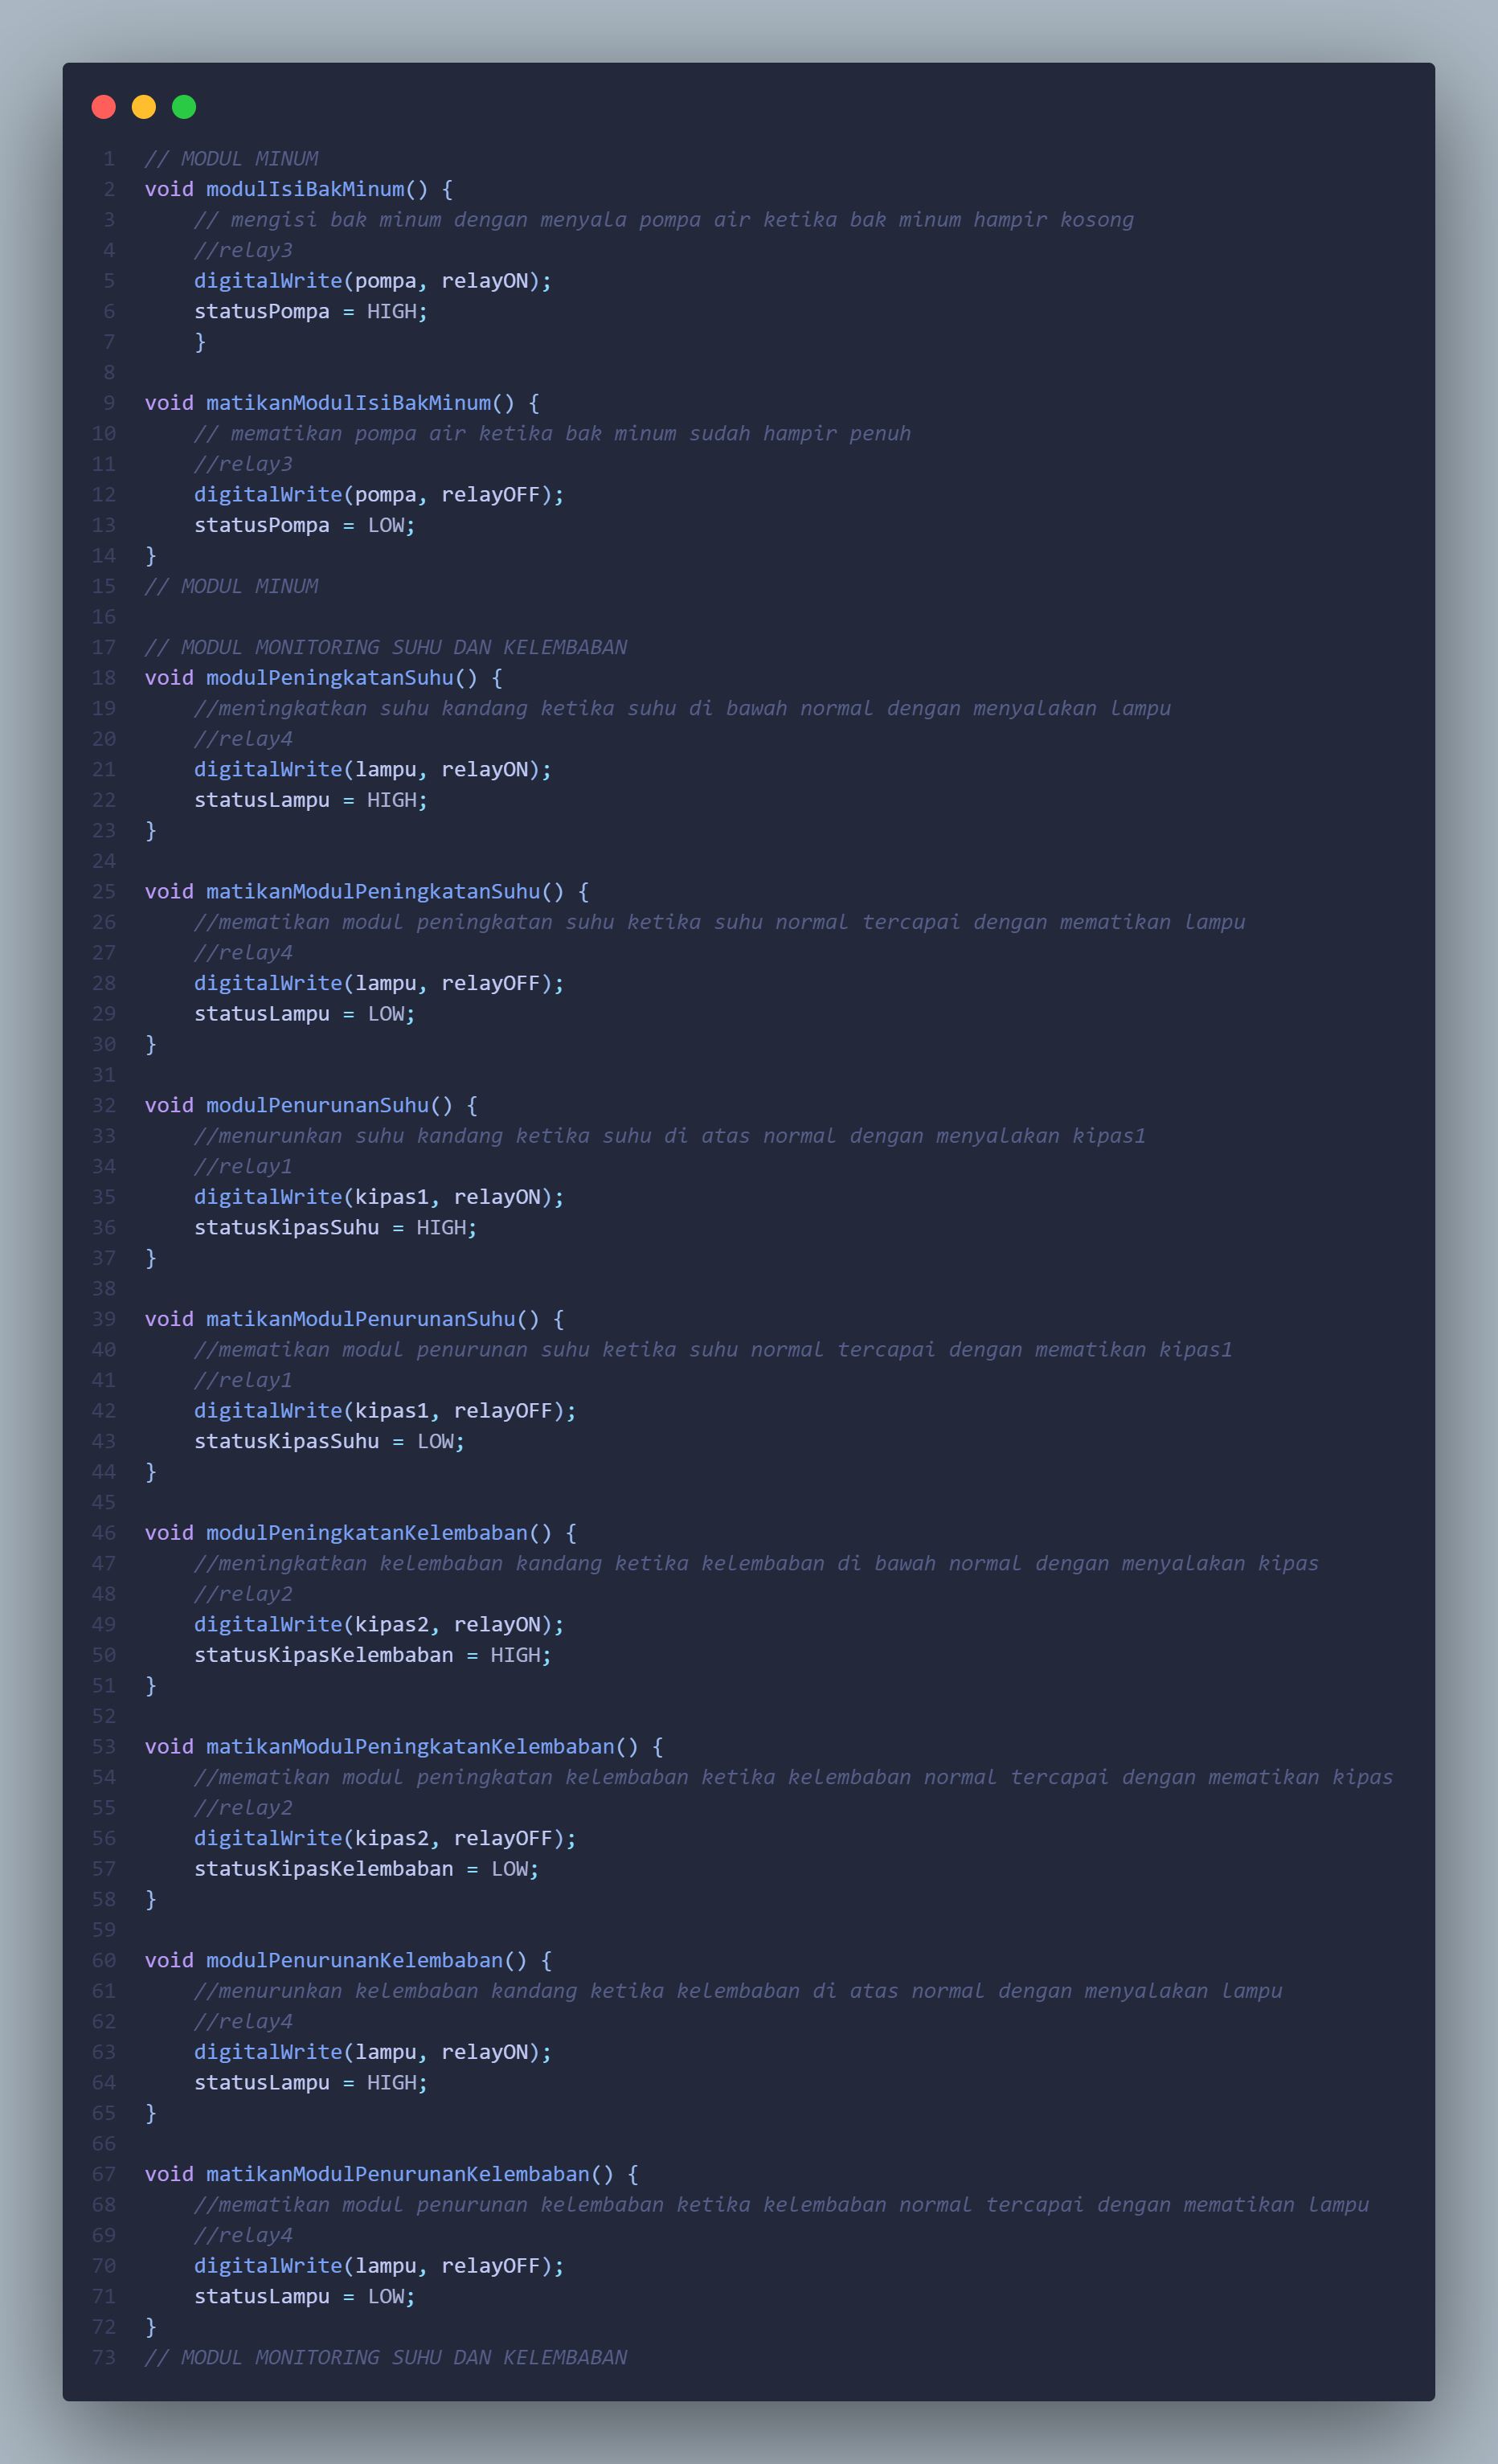 1 // MODUL MINUM
2 void modulIsiBakMinum() {
3     // mengisi bak minum dengan menyala pompa air ketika bak minum hampir kosong
4     //relay3
5     digitalWrite(pompa, relayON);
6     statusPompa = HIGH;
7     }
8
9 void matikanModulIsiBakMinum() {
10     // mematikan pompa air ketika bak minum sudah hampir penuh
11     //relay3
12     digitalWrite(pompa, relayOFF);
13     statusPompa = LOW;
14 }
15 // MODUL MINUM
16
17 // MODUL MONITORING SUHU DAN KELEMBABAN
18 void modulPeningkatanSuhu() {
19     //meningkatkan suhu kandang ketika suhu di bawah normal dengan menyalakan lampu
20     //relay4
21     digitalWrite(lampu, relayON);
22     statusLampu = HIGH;
23 }
24
25 void matikanModulPeningkatanSuhu() {
26     //mematikan modul peningkatan suhu ketika suhu normal tercapai dengan mematikan lampu
27     //relay4
28     digitalWrite(lampu, relayOFF);
29     statusLampu = LOW;
30 }
31
32 void modulPenurunanSuhu() {
33     //menurunkan suhu kandang ketika suhu di atas normal dengan menyalakan kipas1
34     //relay1
35     digitalWrite(kipas1, relayON);
36     statusKipasSuhu = HIGH;
37 }
38
39 void matikanModulPenurunanSuhu() {
40     //mematikan modul penurunan suhu ketika suhu normal tercapai dengan mematikan kipas1
41     //relay1
42     digitalWrite(kipas1, relayOFF);
43     statusKipasSuhu = LOW;
44 }
45
46 void modulPeningkatanKelembaban() {
47     //meningkatkan kelembaban kandang ketika kelembaban di bawah normal dengan menyalakan kipas
48     //relay2
49     digitalWrite(kipas2, relayON);
50     statusKipasKelembaban = HIGH;
51 }
52
53 void matikanModulPeningkatanKelembaban() {
54     //mematikan modul peningkatan kelembaban ketika kelembaban normal tercapai dengan mematikan kipas
55     //relay2
56     digitalWrite(kipas2, relayOFF);
57     statusKipasKelembaban = LOW;
58 }
59
60 void modulPenurunanKelembaban() {
61     //menurunkan kelembaban kandang ketika kelembaban di atas normal dengan menyalakan lampu
62     //relay4
63     digitalWrite(lampu, relayON);
64     statusLampu = HIGH;
65 }
66
67 void matikanModulPenurunanKelembaban() {
68     //mematikan modul penurunan kelembaban ketika kelembaban normal tercapai dengan mematikan lampu
69     //relay4
70     digitalWrite(lampu, relayOFF);
71     statusLampu = LOW;
72 }
73 // MODUL MONITORING SUHU DAN KELEMBABAN